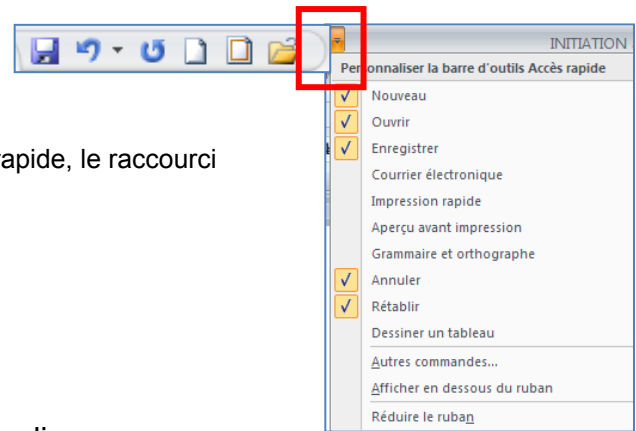 INITIATION
Personnaliser la barre d'outils Accès rapide
Nouveau
Ouvrir
rapide, le raccourci
Enregistrer
Courrier électronique
Impression rapide
Aperçu avant impression
Grammaire et orthographe
Annuler
Rétablir
Dessiner un tableau
Autres commandes...
Afficher en dessous du ruban
Réduire le ruban